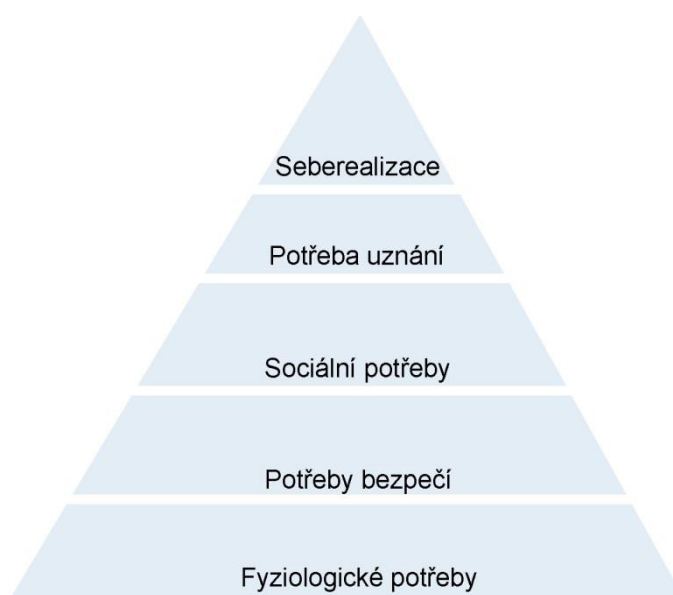 Seberealizace
Potřeba uznání
Sociální potřeby
Potřeby bezpečí
Fyziologické potřeby